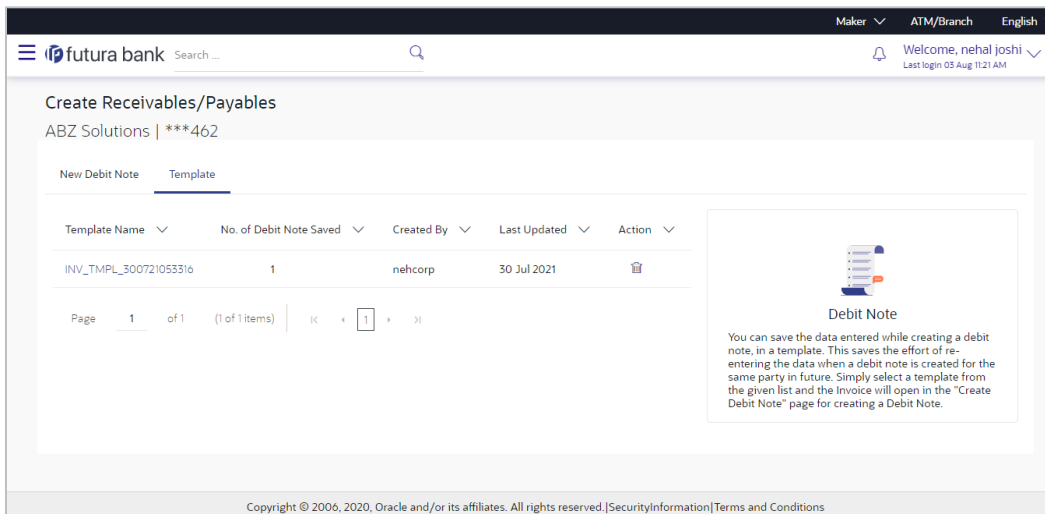 Maker ATM/Branch English
futura bank Search ... Welcome, nehal joshi
Last login 03 Aug 11:21 AM
Create Receivables/Payables
ABZ Solutions | ***462
New Debit Note Template
Template Name No. of Debit Note Saved Created By Last Updated Action
INV_TMPL_300721053316 1 nehcorp 30 Jul 2021
Page 1 of 1 (1 of 1 items) 1
Debit Note
You can save the data entered while creating a debit
note, in a template. This saves the effort of re-
entering the data when a debit note is created for the
same party in future. Simply select a template from
the given list and the Invoice will open in the "Create
Debit Note" page for creating a Debit Note.
Copyright © 2006, 2020, Oracle and/or its affiliates. All rights reserved.|SecurityInformation|Terms and Conditions